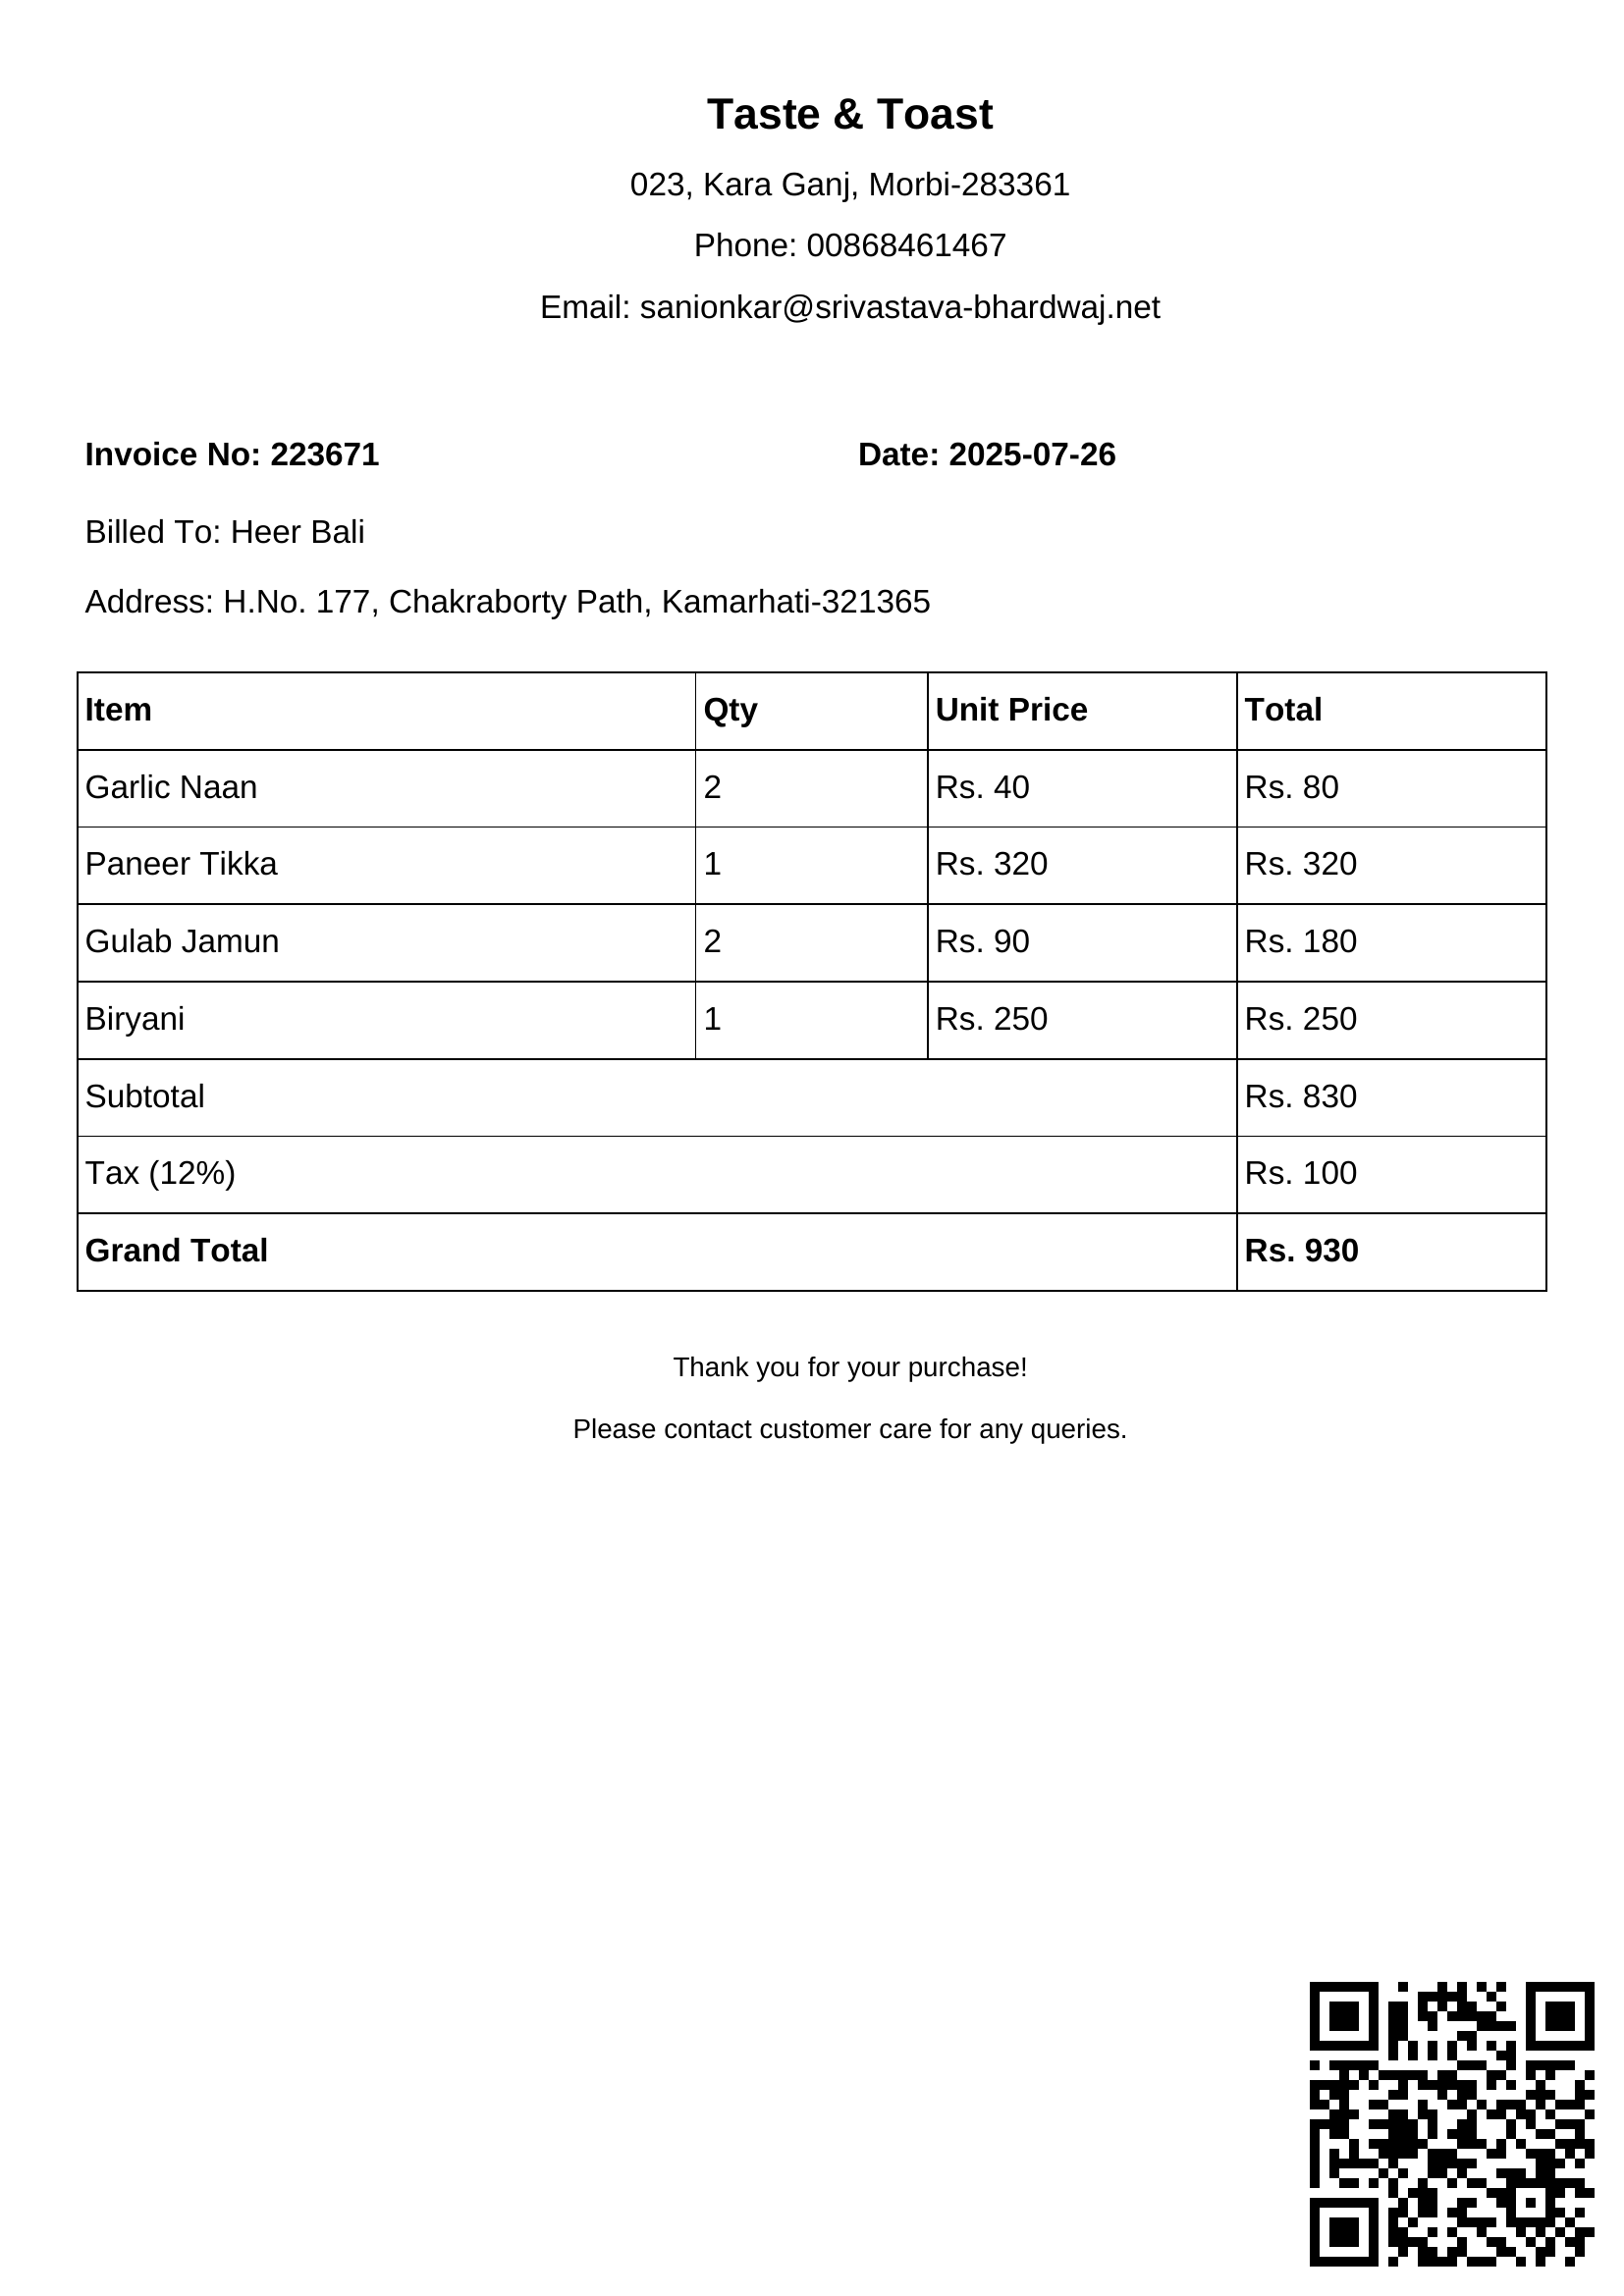 Taste & Toast
023, Kara Ganj, Morbi-283361
Phone: 00868461467
Email: sanionkar@srivastava-bhardwaj.net
Invoice No: 223671 Date: 2025-07-26
Billed To: Heer Bali
Address: H.No. 177, Chakraborty Path, Kamarhati-321365
Item Qty Unit Price Total
Garlic Naan 2 Rs. 40 Rs. 80
Paneer Tikka 1 Rs. 320 Rs. 320
Gulab Jamun 2 Rs. 90 Rs. 180
Biryani 1 Rs. 250 Rs. 250
Subtotal Rs. 830
Tax (12%) Rs. 100
Grand Total Rs. 930
Thank you for your purchase!
Please contact customer care for any queries.